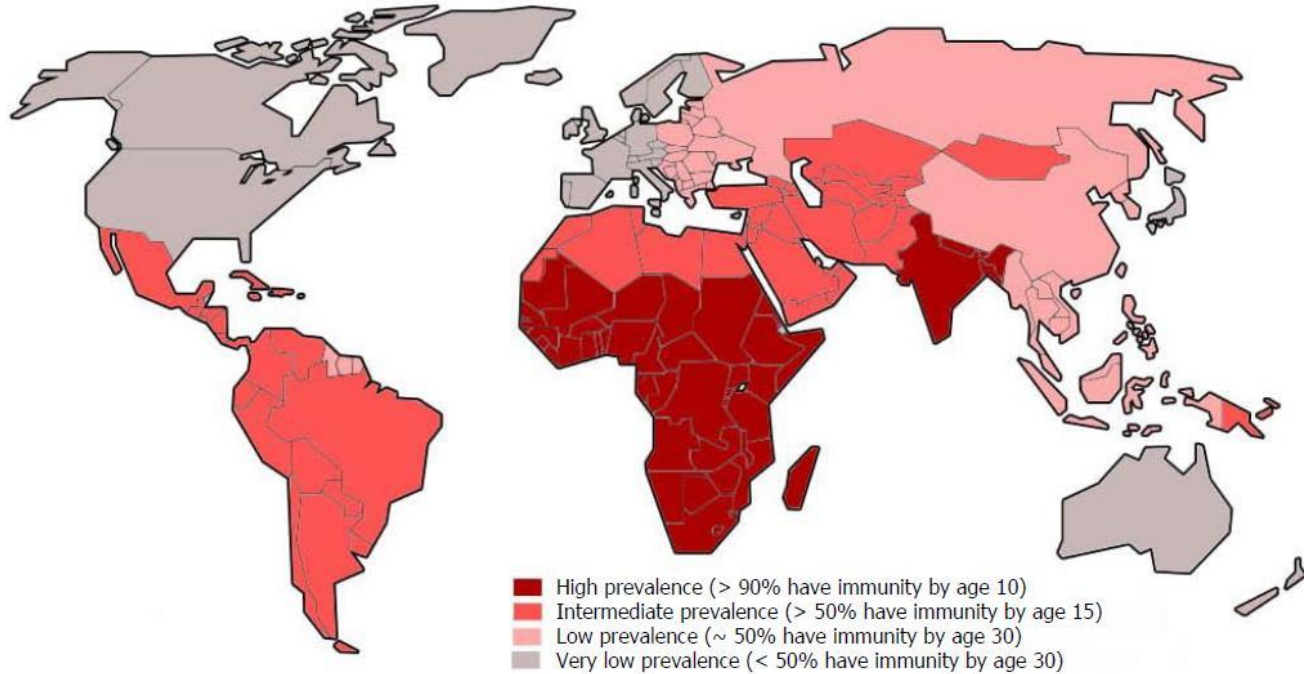 High prevalence (> 90% have immunity by age 10)
Intermediate prevalence (> 50% have immunity by age 15)
Low prevalence (~ 50% have immunity by age 30)
Very low prevalence (< 50% have immunity by age 30)